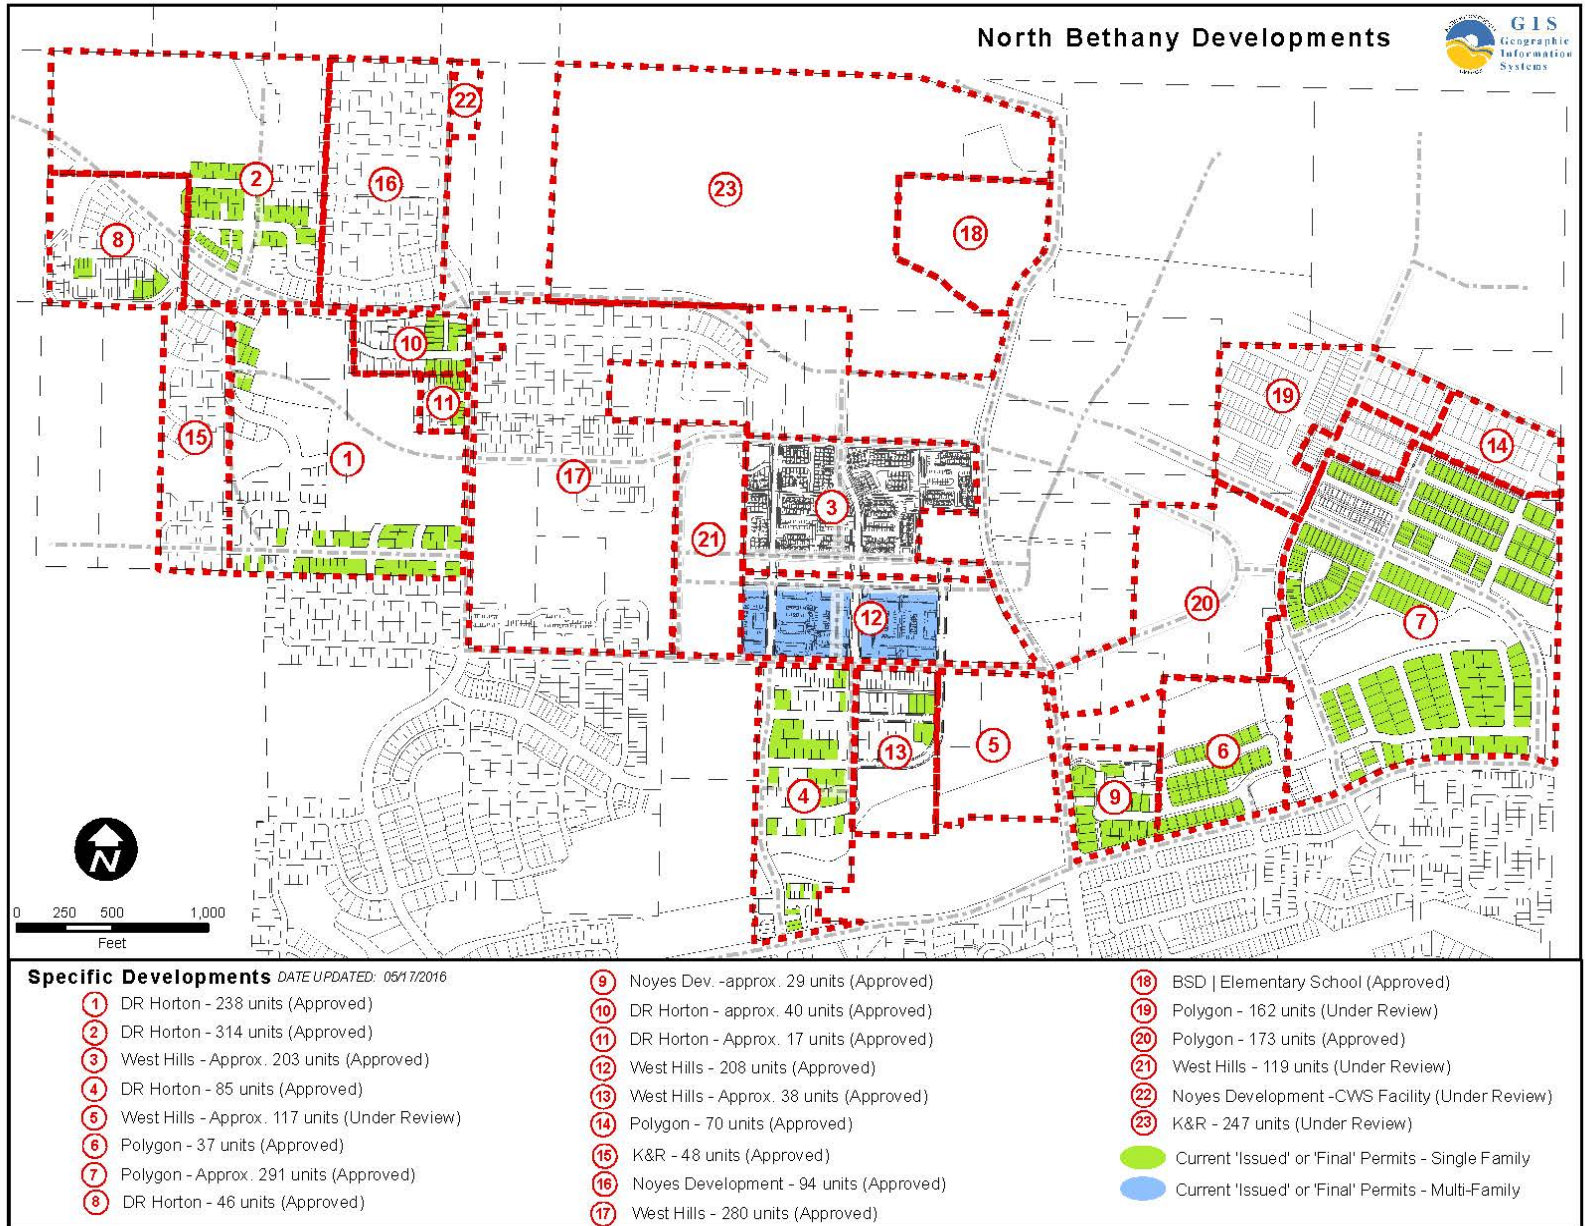 North Bethany Developments
GIS
Geographic
Information
Systems
22
2
16
23
8
18
10
11
19
14
15
1
17
3
21
12
20
7
13
5
6
4
9
N
0 250 500 1,000
Feet
Specific Developments DATE UPDATED: 05/17/2016
1 DR Horton - 238 units (Approved)
2 DR Horton - 314 units (Approved)
3 West Hills - Approx. 203 units (Approved)
4 DR Horton - 85 units (Approved)
5 West Hills - Approx. 117 units (Under Review)
6 Polygon - 37 units (Approved)
7 Polygon - Approx. 291 units (Approved)
8 DR Horton - 46 units (Approved)
9 Noyes Dev. -approx. 29 units (Approved)
10 DR Horton - approx. 40 units (Approved)
11 DR Horton - Approx. 17 units (Approved)
12 West Hills - 208 units (Approved)
13 West Hills - Approx. 38 units (Approved)
14 Polygon - 70 units (Approved)
15 K&R - 48 units (Approved)
16 Noyes Development - 94 units (Approved)
17 West Hills - 280 units (Approved)
18 BSD | Elementary School (Approved)
19 Polygon - 162 units (Under Review)
20 Polygon - 173 units (Approved)
21 West Hills - 119 units (Under Review)
22 Noyes Development -CWS Facility (Under Review)
23 K&R - 247 units (Under Review)
Current 'Issued' or 'Final' Permits - Single Family
Current 'Issued' or 'Final' Permits - Multi-Family